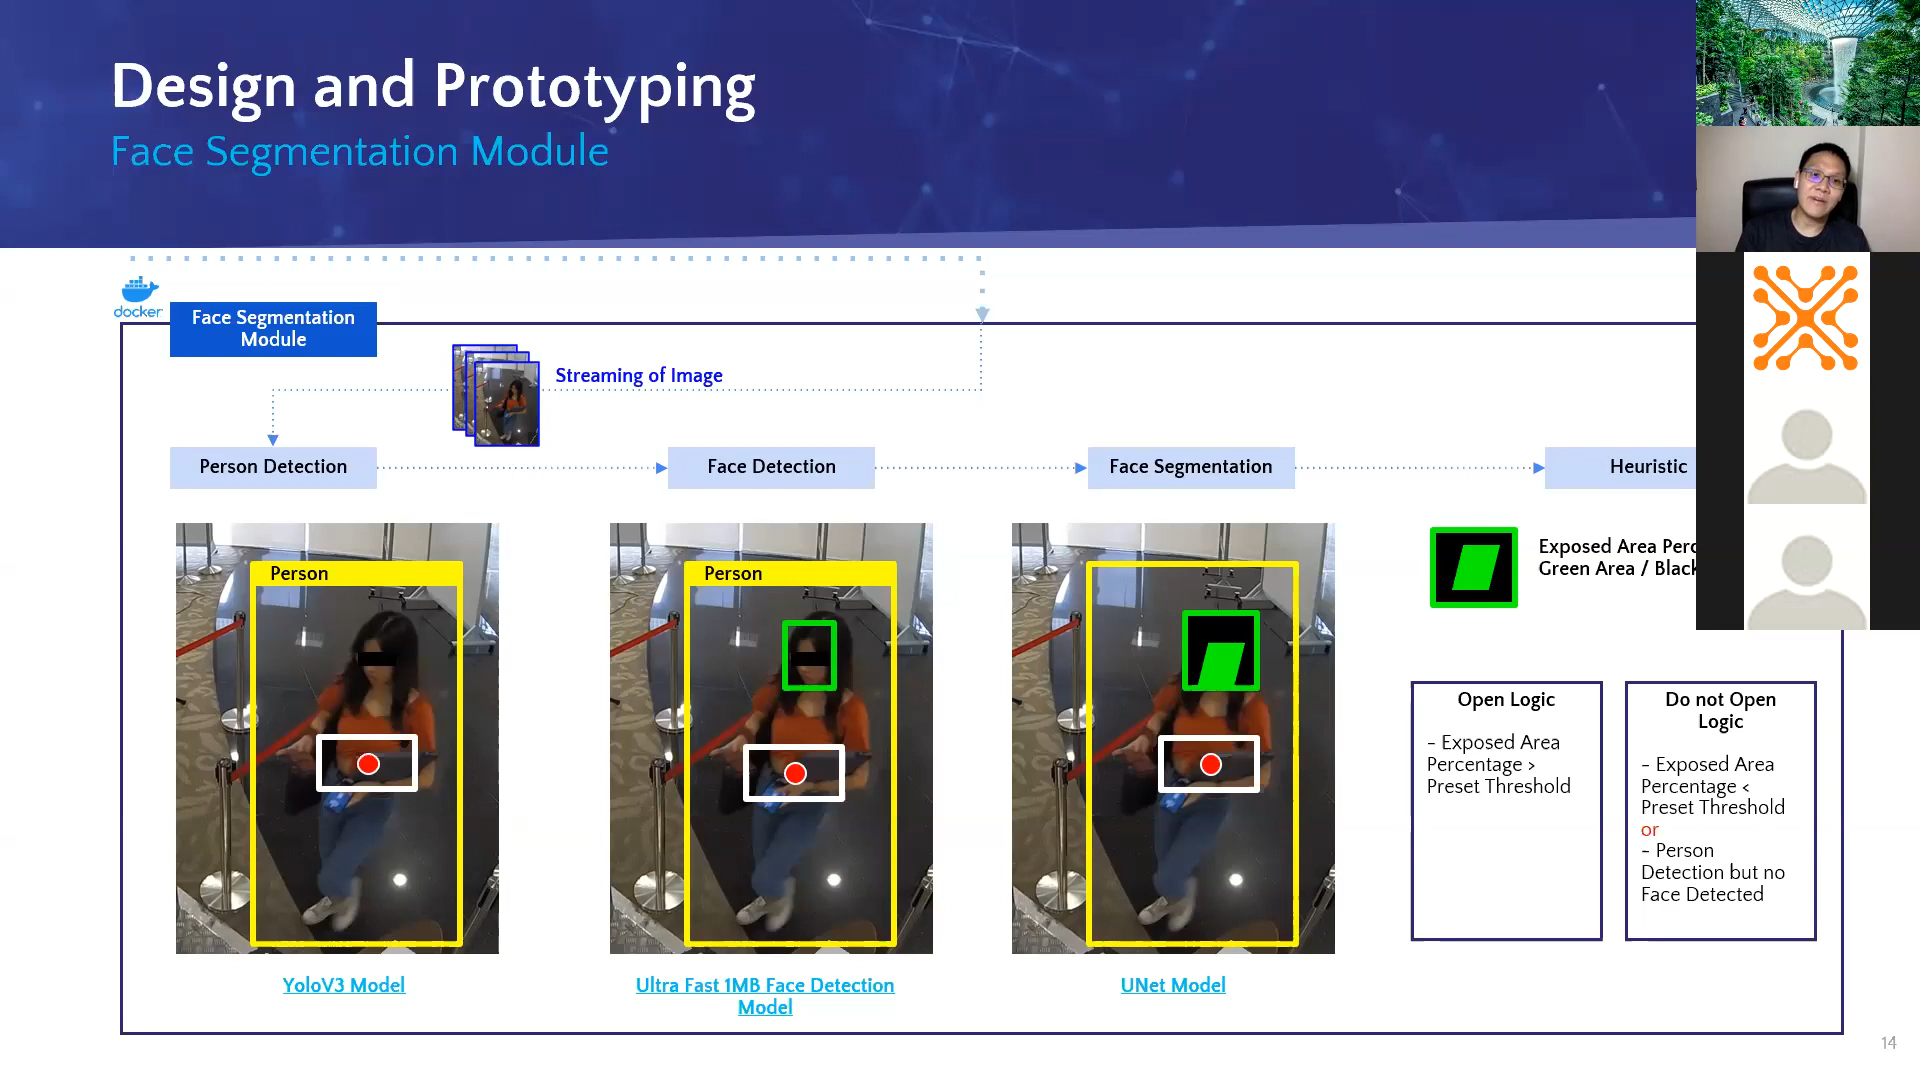 Design and Prototyping
Face Segmentation Module
docker
Face Segmentation
Module
Streaming of Image
Person Detection
Face Detection
Face Segmentation
Heuristic
Person
Person
Exposed Area
Green Area / Black
Open Logic
- Exposed Area
Percentage >
Preset Threshold
Do not Open
Logic
- Exposed Area
Percentage <
Preset Threshold
or
- Person
Detection but no
Face Detected
YoloV3 Model
Ultra Fast 1MB Face Detection
Model
UNet Model
14